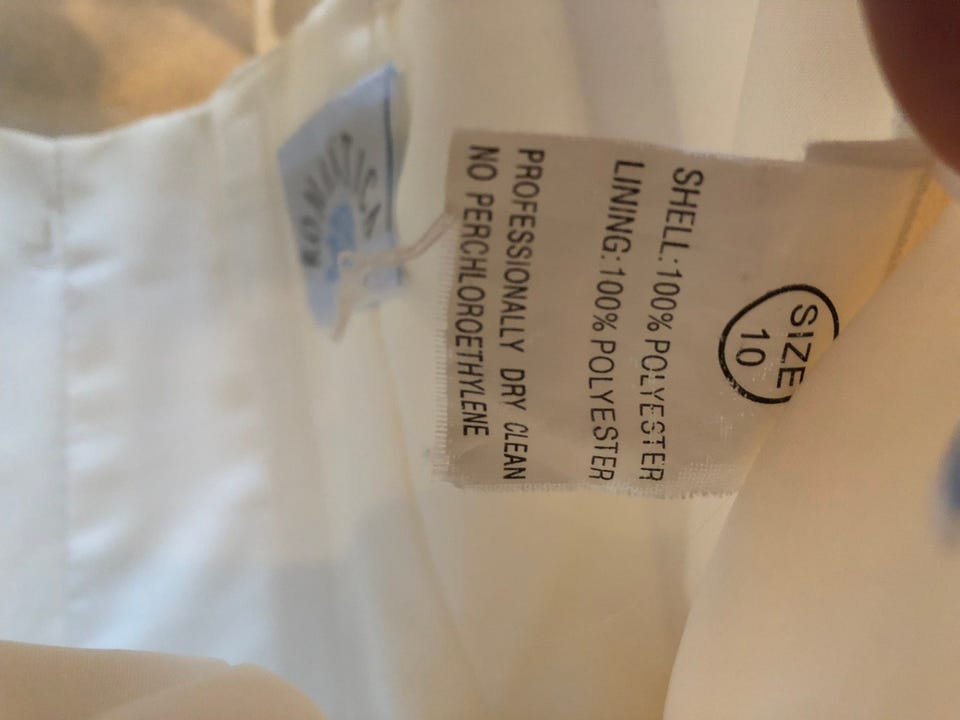 SIZE
10
SHELL:100% POLYESTER
LINING:100% POLYESTER
PROFESSIONALLY DRY CLEAN
NO PERCHLOROETHYLENE